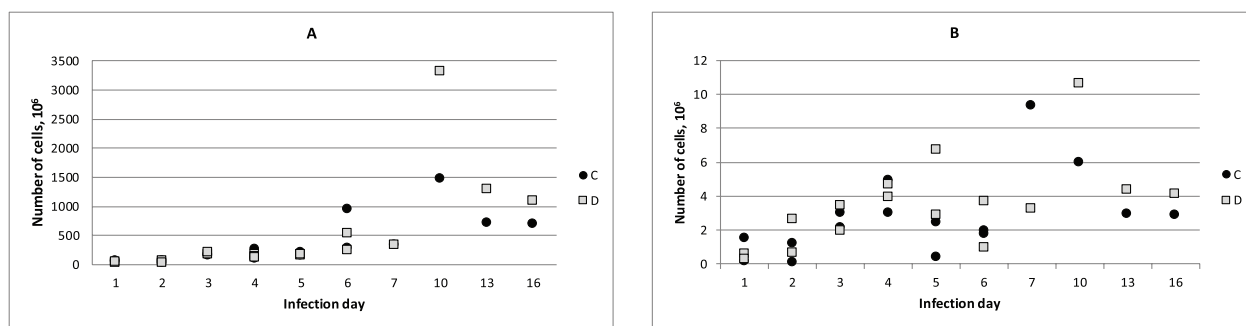 A
Number of cells, 10⁶
3500
3000
2500
2000
1500
1000
500
0
1 2 3 4 5 6 7 10 13 16
Infection day
C
D
B
Number of cells, 10⁶
12
10
8
6
4
2
0
1 2 3 4 5 6 7 10 13 16
Infection day
C
D